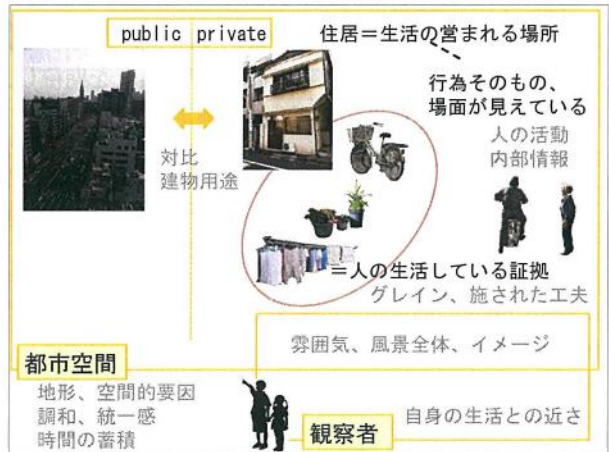 public private
住居＝生活の営まれる場所
行為そのもの、
場面が見えている
人の活動
内部情報
対比
建物用途
＝人の生活している証拠
グレイン、施された工夫
雰囲気、風景全体、イメージ
都市空間
地形、空間的要因
調和、統一感
時間の蓄積
自身の生活との近さ
観察者